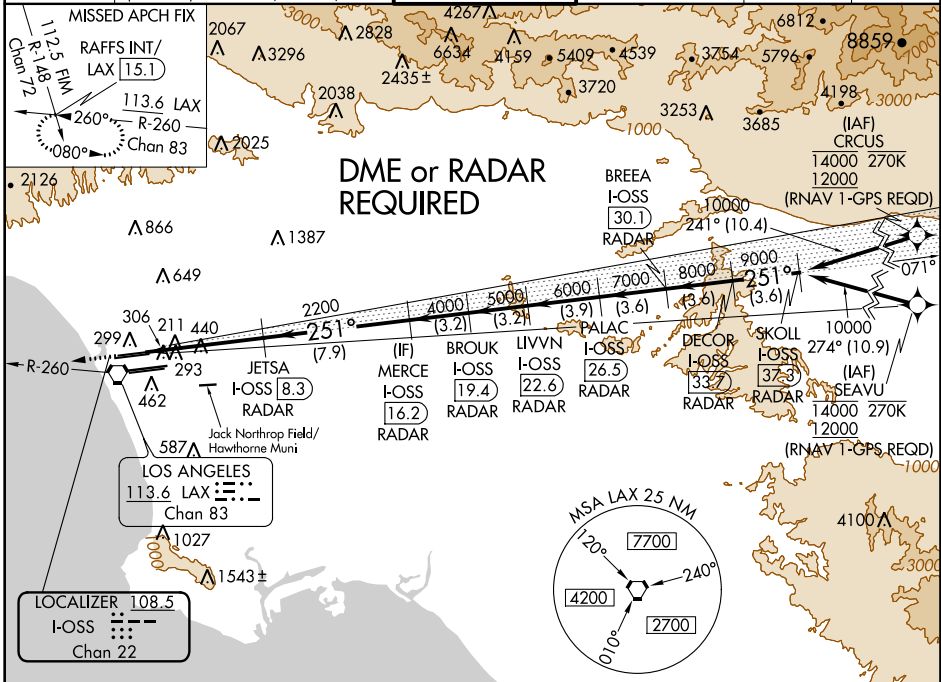 MISSED APCH FIX
112.5 FIM
R-148
Chan 72
RAFFS INT/
LAX 15.1
113.6 LAX
R-260
Chan 83
260°
080°
2067
3296
2828
2435±
4267
6634
4159
5409
4539
3720
3754
6812
5796
8859
4198
3000
3253
3685
1000
2038
2025
2126
DME or RADAR
REQUIRED
866
1387
649
BREEA
I-OSS
30.1
RADAR
(IAF)
CRCUS
14000 270K
12000
(RNAV 1-GPS REQD)
10000
241° (10.4)
071°
2200
251°
(7.9)
4000
(3.2)
5000
(3.2)
6000
(3.9)
7000
(3.6)
8000
(3.6)
9000
251°
(3.6)
10000
274° (10.9)
306
299
211
440
293
462
R-260
JETSA
I-OSS 8.3
RADAR
(IF)
MERCE
I-OSS
16.2
RADAR
BROUK
I-OSS
19.4
RADAR
LIVVN
I-OSS
22.6
RADAR
PALAC
I-OSS
26.5
RADAR
DECOR
I-OSS
33.7
RADAR
SKOLL
I-OSS
37.3
RADAR
(IAF)
SEAVU
14000 270K
12000
(RNAV 1-GPS REQD)
Jack Northrop Field/
Hawthorne Muni
587
LOS ANGELES
113.6 LAX
Chan 83
1027
1543±
LOCALIZER 108.5
I-OSS
Chan 22
MSA LAX 25 NM
120°
7700
240°
4200
2700
010°
1000
4100
3000